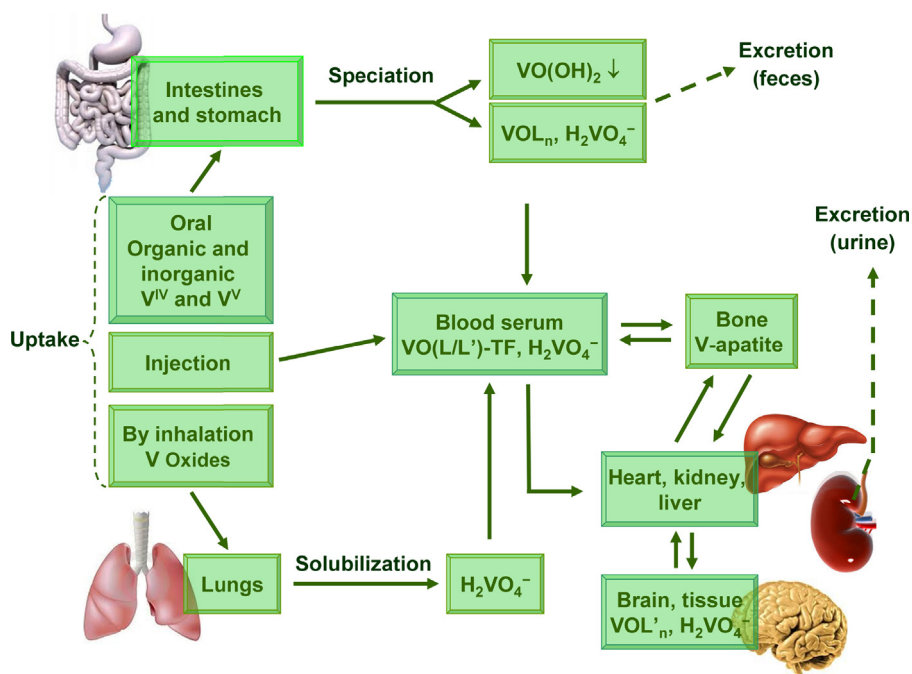 Intestines
and stomach
Speciation
VO(OH)₂ ↓
VOLₙ, H₂VO₄⁻
Excretion
(feces)
Uptake
Oral
Organic and
inorganic
Vᴵⱽ and Vⱽ
Injection
By inhalation
V Oxides
Blood serum
VO(L/L’)-TF, H₂VO₄⁻
Bone
V-apatite
Excretion
(urine)
Heart, kidney,
liver
Lungs
Solubilization
H₂VO₄⁻
Brain, tissue
VOL’ₙ, H₂VO₄⁻